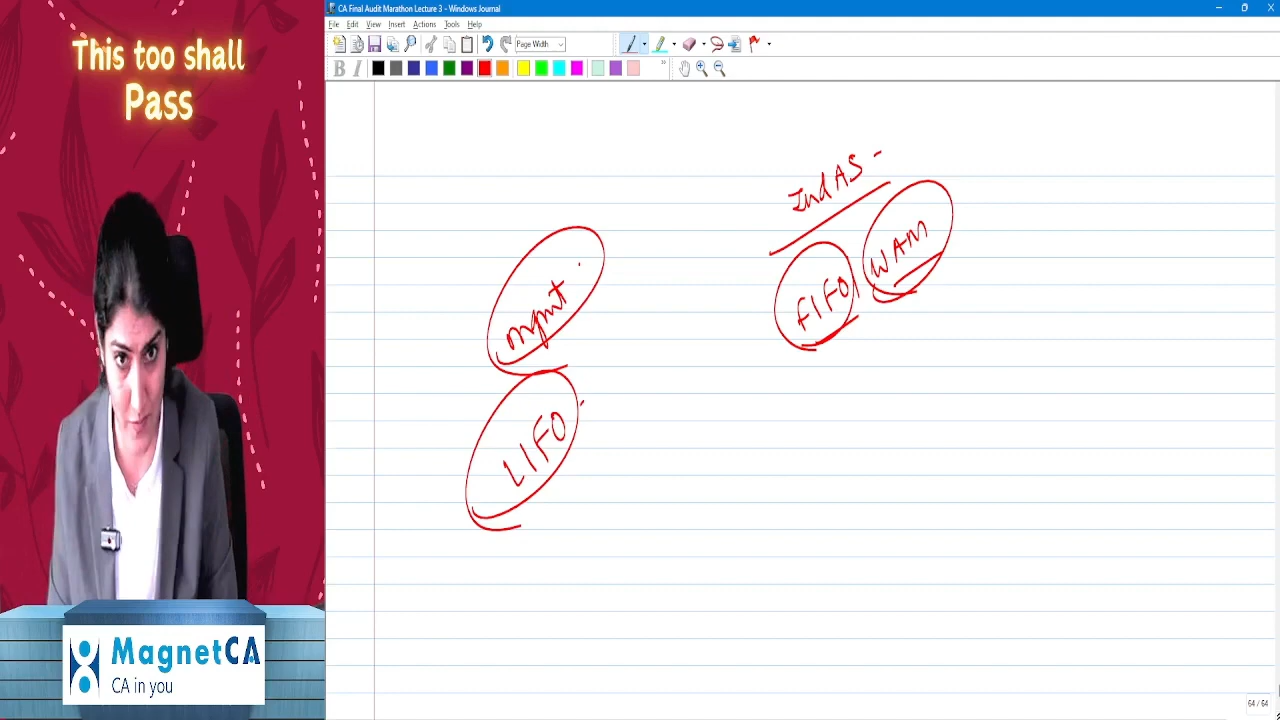 CA Final Audit Marathon Lecture 3 - Windows Journal
File Edit View Insert Actions Tools Help
Page Width
B I
This too shall
Pass
Ind AS -
FIFO WAM
mgmt.
LIFO
MagnetCA
CA in you
64 / 64